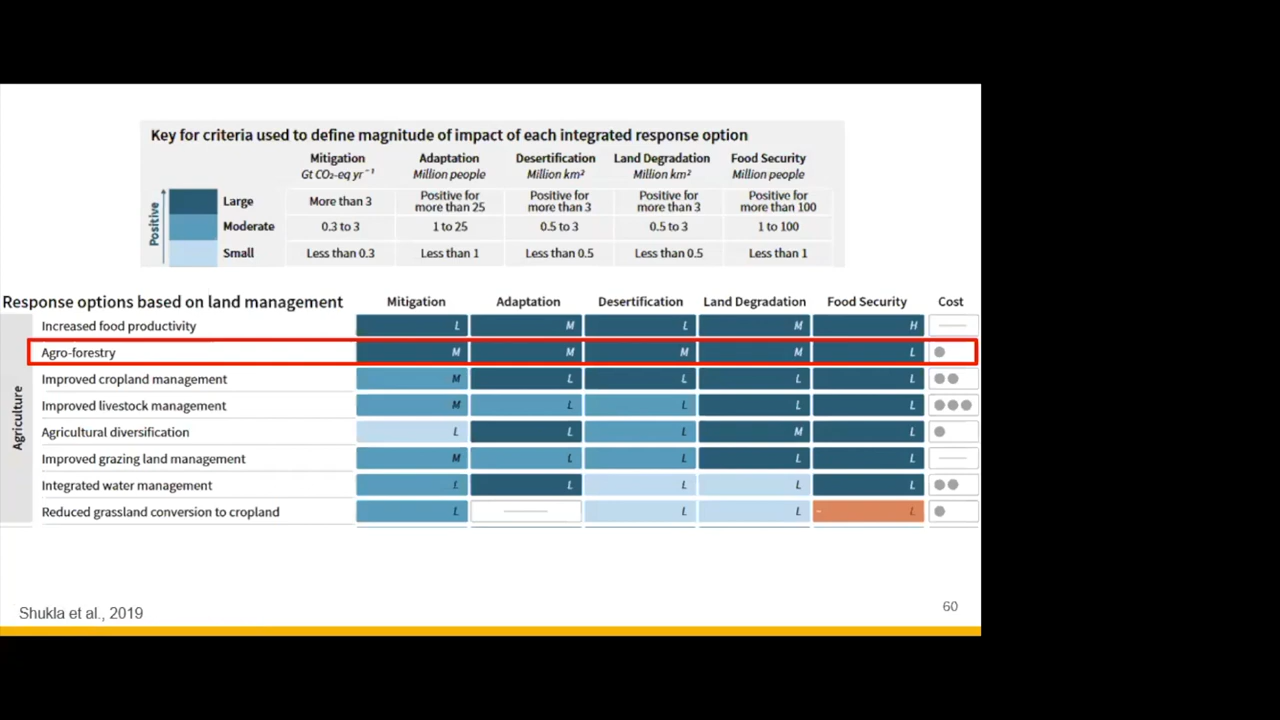 Key for criteria used to define magnitude of impact of each integrated response option
Mitigation Adaptation Desertification Land Degradation Food Security
Gt CO₂-eq yr⁻¹ Million people Million km² Million km² Million people
Positive
Large More than 3 Positive for more than 25 Positive for more than 3 Positive for more than 3 Positive for more than 100
Moderate 0.3 to 3 1 to 25 0.5 to 3 0.5 to 3 1 to 100
Small Less than 0.3 Less than 1 Less than 0.5 Less than 0.5 Less than 1
Response options based on land management Mitigation Adaptation Desertification Land Degradation Food Security Cost
Agriculture
Increased food productivity L M L M H
Agro-forestry M M M M L
Improved cropland management M L L L L
Improved livestock management M L L L L
Agricultural diversification L L L M L
Improved grazing land management M L L L L
Integrated water management L L L L L
Reduced grassland conversion to cropland L L L - L
Shukla et al., 2019
60